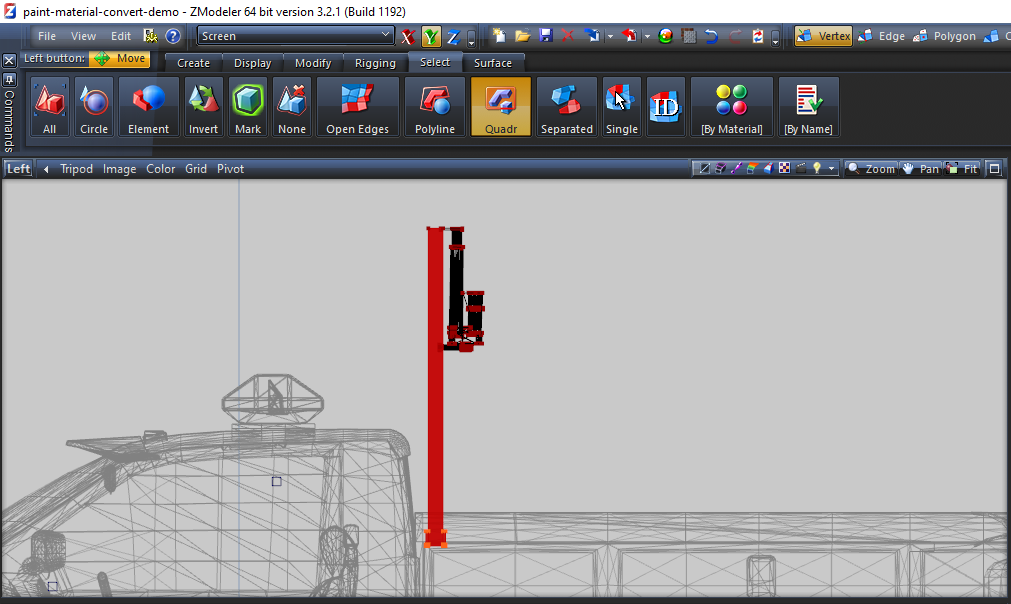 paint-material-convert-demo - ZModeler 64 bit version 3.2.1 (Build 1192)
File View Edit ? Screen X Y Z Vertex Edge Polygon
Left button: Move Create Display Modify Rigging Select Surface
Commands
ID
All Circle Element Invert Mark None Open Edges Polyline Quadr Separated Single [By Material] [By Name]
Left Tripod Image Color Grid Pivot Zoom Pan Fit